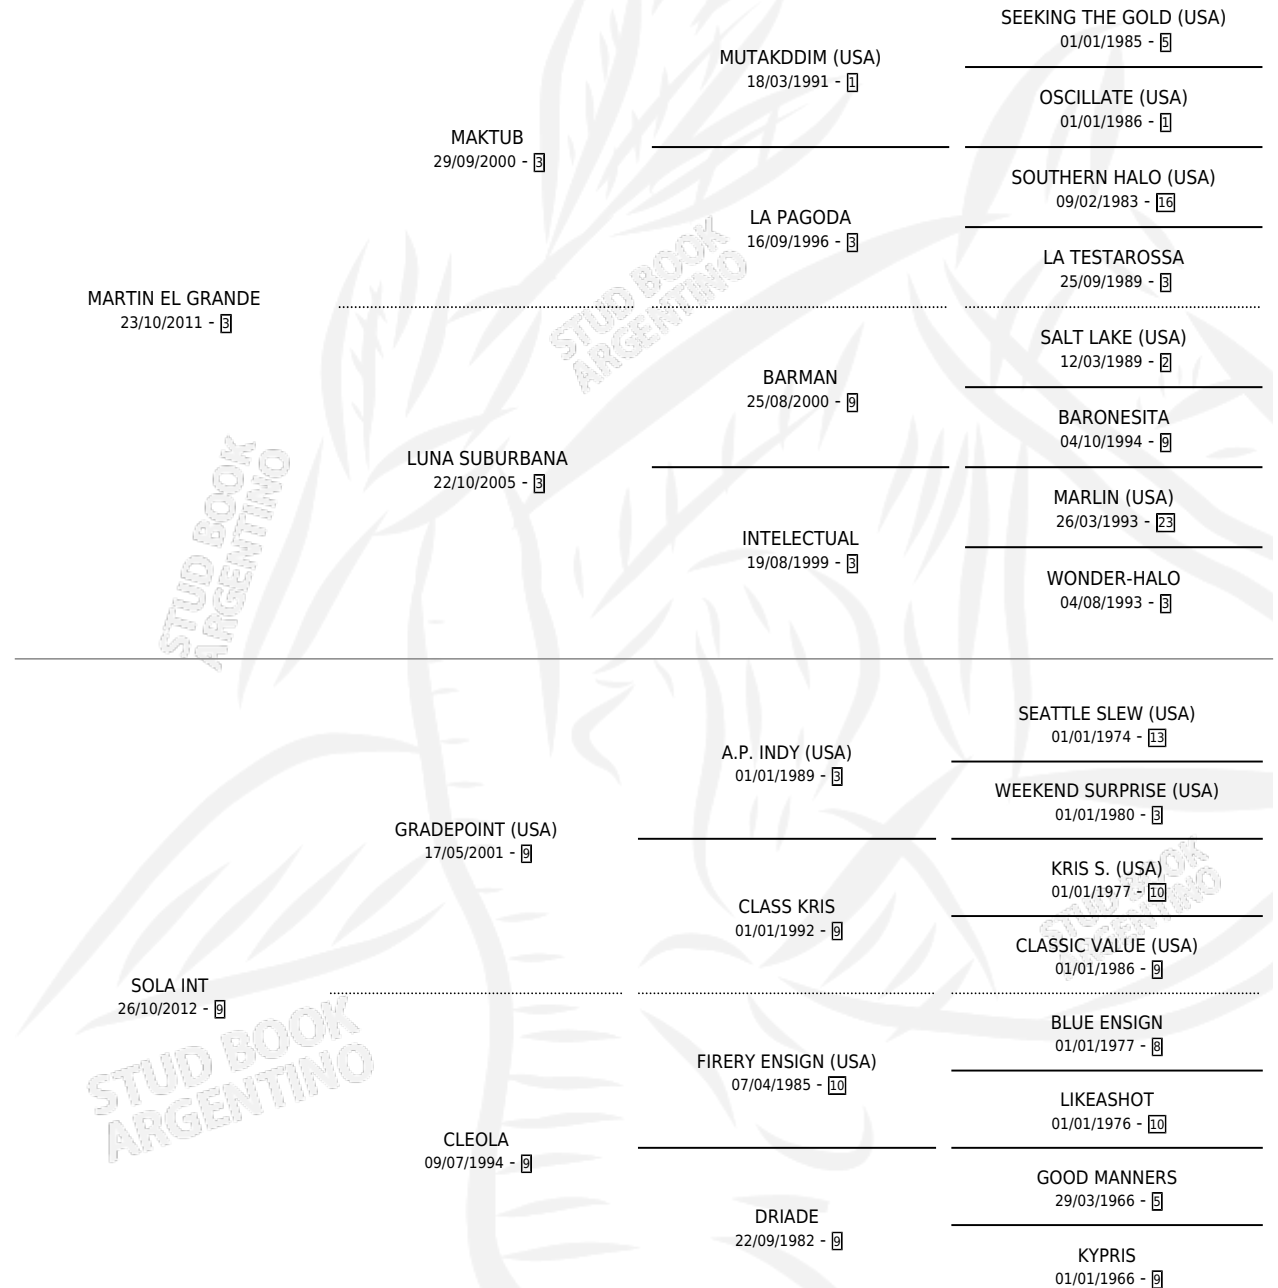 SEEKING THE GOLD (USA)
01/01/1985 - 5
MUTAKDDIM (USA)
18/03/1991 - 1
OSCILLATE (USA)
01/01/1986 - 1
MAKTUB
29/09/2000 - 3
SOUTHERN HALO (USA)
09/02/1983 - 16
LA PAGODA
16/09/1996 - 3
LA TESTAROSSA
25/09/1989 - 3
MARTIN EL GRANDE
23/10/2011 - 3
SALT LAKE (USA)
12/03/1989 - 2
BARMAN
25/08/2000 - 9
BARONESITA
04/10/1994 - 9
LUNA SUBURBANA
22/10/2005 - 3
MARLIN (USA)
26/03/1993 - 23
INTELECTUAL
19/08/1999 - 3
WONDER-HALO
04/08/1993 - 3
SEATTLE SLEW (USA)
01/01/1974 - 13
A.P. INDY (USA)
01/01/1989 - 3
WEEKEND SURPRISE (USA)
01/01/1980 - 3
GRADEPOINT (USA)
17/05/2001 - 9
KRIS S. (USA)
01/01/1977 - 10
CLASS KRIS
01/01/1992 - 9
CLASSIC VALUE (USA)
01/01/1986 - 9
SOLA INT
26/10/2012 - 9
BLUE ENSIGN
01/01/1977 - 8
FIRERY ENSIGN (USA)
07/04/1985 - 10
LIKEASHOT
01/01/1976 - 10
CLEOLA
09/07/1994 - 9
GOOD MANNERS
29/03/1966 - 5
DRIADE
22/09/1982 - 9
KYPRIS
01/01/1966 - 9
STUD BOOK
ARGENTINO
STUD BOOK
ARGENTINO
STUD BOOK
ARGENTINO
STUD BOOK
ARGENTINO